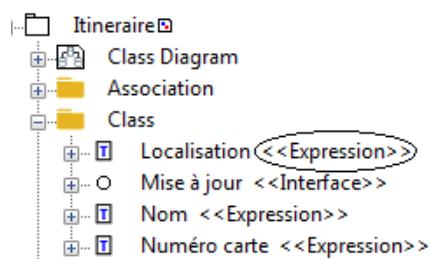 Itineraire
Class Diagram
Association
Class
T Localisation <<Expression>>
Mise à jour <<Interface>>
T Nom <<Expression>>
T Numéro carte <<Expression>>